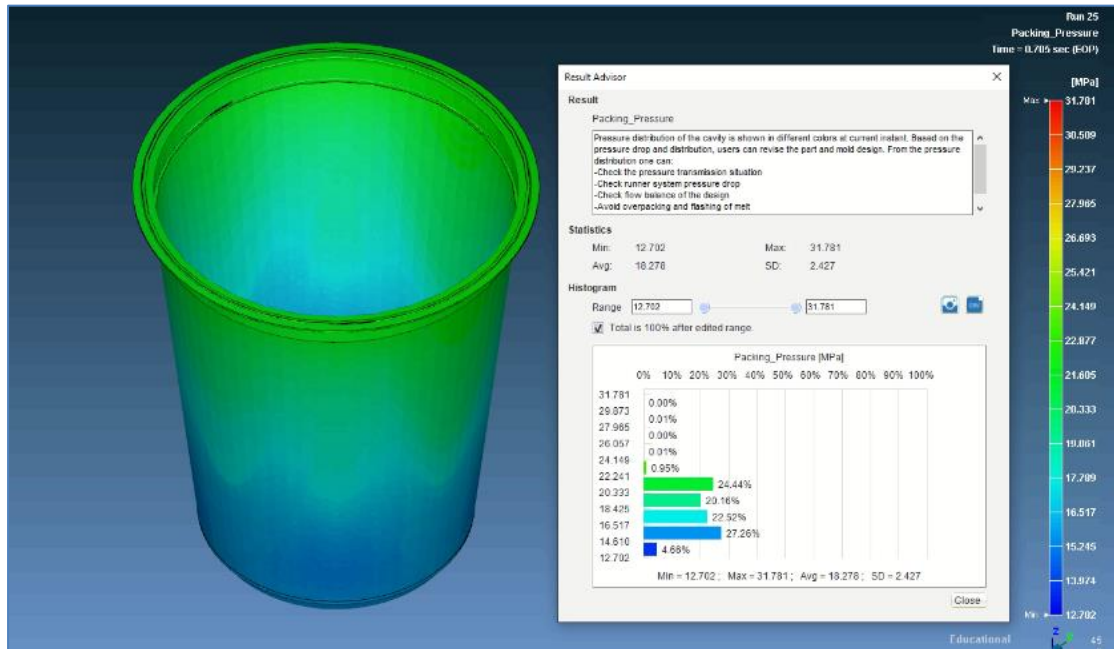 Run 25
Packing_Pressure
Time = 0.705 sec (EOP)
[MPa]
Max 31.781
30.509
29.237
27.965
26.693
25.421
24.149
22.877
21.605
20.333
19.061
17.789
16.517
15.245
13.974
Min 12.702
Result Advisor
Result
Packing_Pressure
Pressure distribution of the cavity is shown in different colors at current instant. Based on the
pressure drop and distribution, users can revise the part and mold design. From the pressure
distribution one can:
-Check the pressure transmission situation
-Check runner system pressure drop
-Check flow balance of the design
-Avoid overpacking and flashing of melt
Statistics
Min: 12.702 Max: 31.781
Avg: 18.278 SD: 2.427
Histogram
Range 12.702 31.781
Total is 100% after edited range.
Packing_Pressure [MPa]
0% 10% 20% 30% 40% 50% 60% 70% 80% 90% 100%
31.781
0.00%
29.873
0.01%
27.965
0.00%
26.057
0.01%
24.149
0.95%
22.241
24.44%
20.333
20.16%
18.425
22.52%
16.517
27.26%
14.610
4.66%
12.702
Min = 12.702 ; Max = 31.781 ; Avg = 18.278 ; SD = 2.427
Close
Educational
Z
45